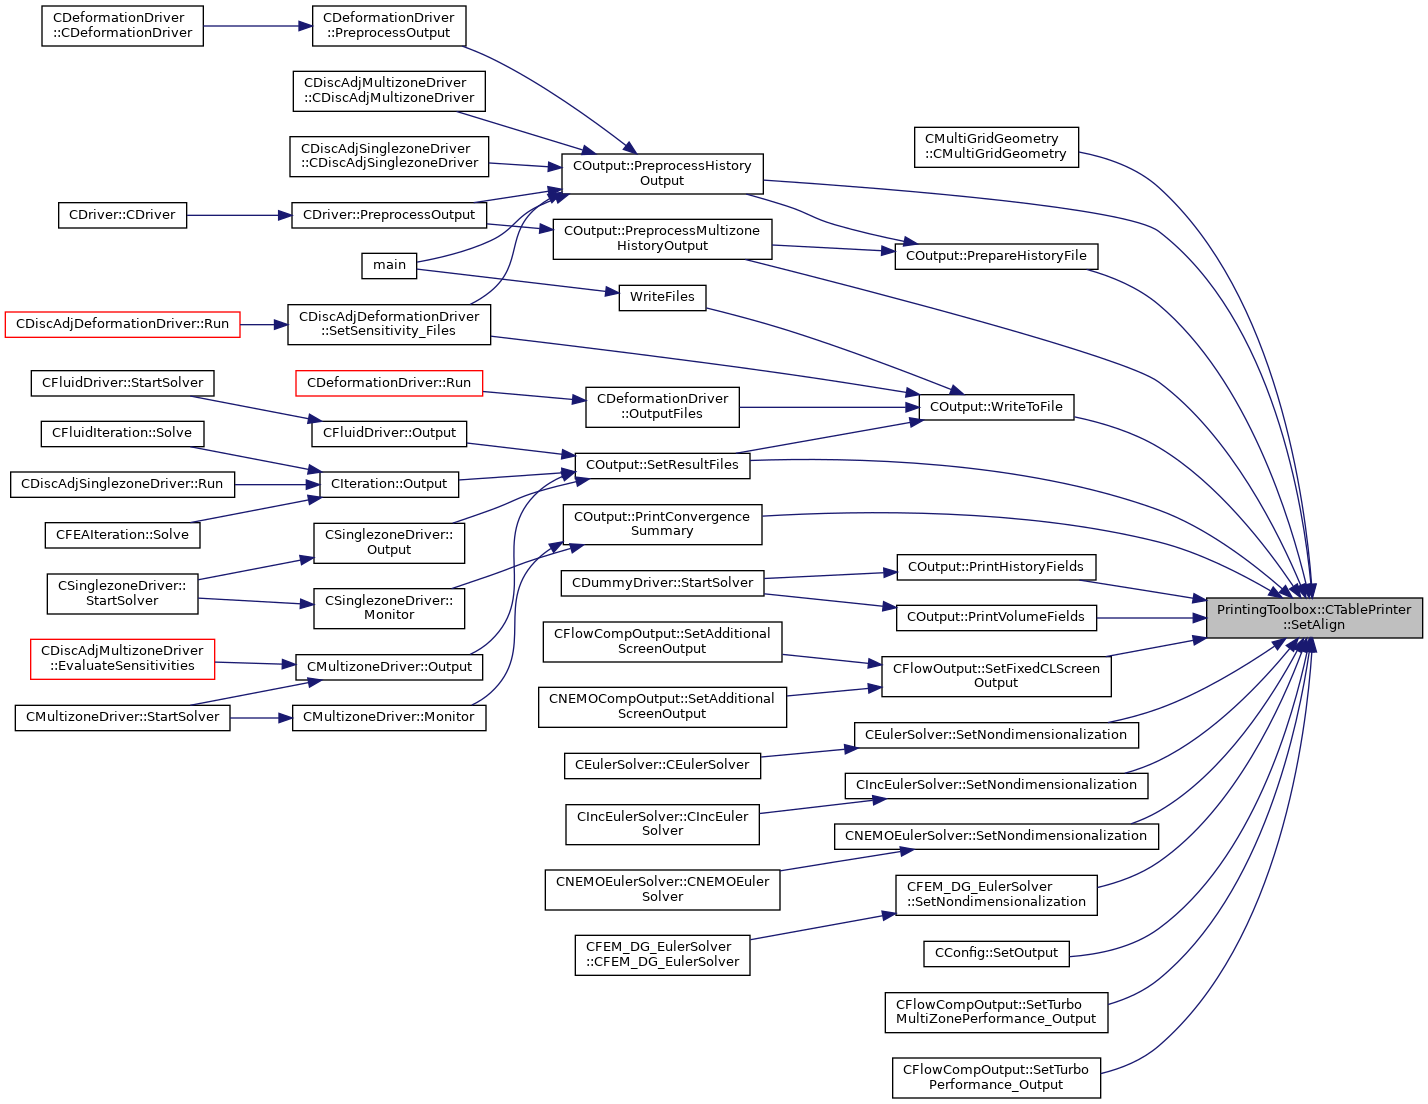 CDeformationDriver
::CDeformationDriver
CDeformationDriver
::PreprocessOutput
CDiscAdjMultizoneDriver
::CDiscAdjMultizoneDriver
CDiscAdjSinglezoneDriver
::CDiscAdjSinglezoneDriver
CDriver::CDriver
CDriver::PreprocessOutput
main
CDiscAdjDeformationDriver::Run
CDiscAdjDeformationDriver
::SetSensitivity_Files
CFluidDriver::StartSolver
CDeformationDriver::Run
CFluidIteration::Solve
CFluidDriver::Output
CDiscAdjSinglezoneDriver::Run
CIteration::Output
CFEAIteration::Solve
CSinglezoneDriver::
Output
CSinglezoneDriver::
StartSolver
CSinglezoneDriver::
Monitor
CDiscAdjMultizoneDriver
::EvaluateSensitivities
CMultizoneDriver::Output
CMultizoneDriver::StartSolver
CMultizoneDriver::Monitor
COutput::PreprocessHistory
Output
COutput::PreprocessMultizone
HistoryOutput
WriteFiles
CDeformationDriver
::OutputFiles
COutput::SetResultFiles
COutput::PrintConvergence
Summary
CDummyDriver::StartSolver
CFlowCompOutput::SetAdditional
ScreenOutput
CNEMOCompOutput::SetAdditional
ScreenOutput
CEulerSolver::CEulerSolver
CIncEulerSolver::CIncEuler
Solver
CNEMOEulerSolver::CNEMOEuler
Solver
CFEM_DG_EulerSolver
::CFEM_DG_EulerSolver
CMultiGridGeometry
::CMultiGridGeometry
COutput::PrepareHistoryFile
COutput::WriteToFile
COutput::PrintHistoryFields
COutput::PrintVolumeFields
CFlowOutput::SetFixedCLScreen
Output
CEulerSolver::SetNondimensionalization
CIncEulerSolver::SetNondimensionalization
CNEMOEulerSolver::SetNondimensionalization
CFEM_DG_EulerSolver
::SetNondimensionalization
CConfig::SetOutput
CFlowCompOutput::SetTurbo
MultiZonePerformance_Output
CFlowCompOutput::SetTurbo
Performance_Output
PrintingToolbox::CTablePrinter
::SetAlign